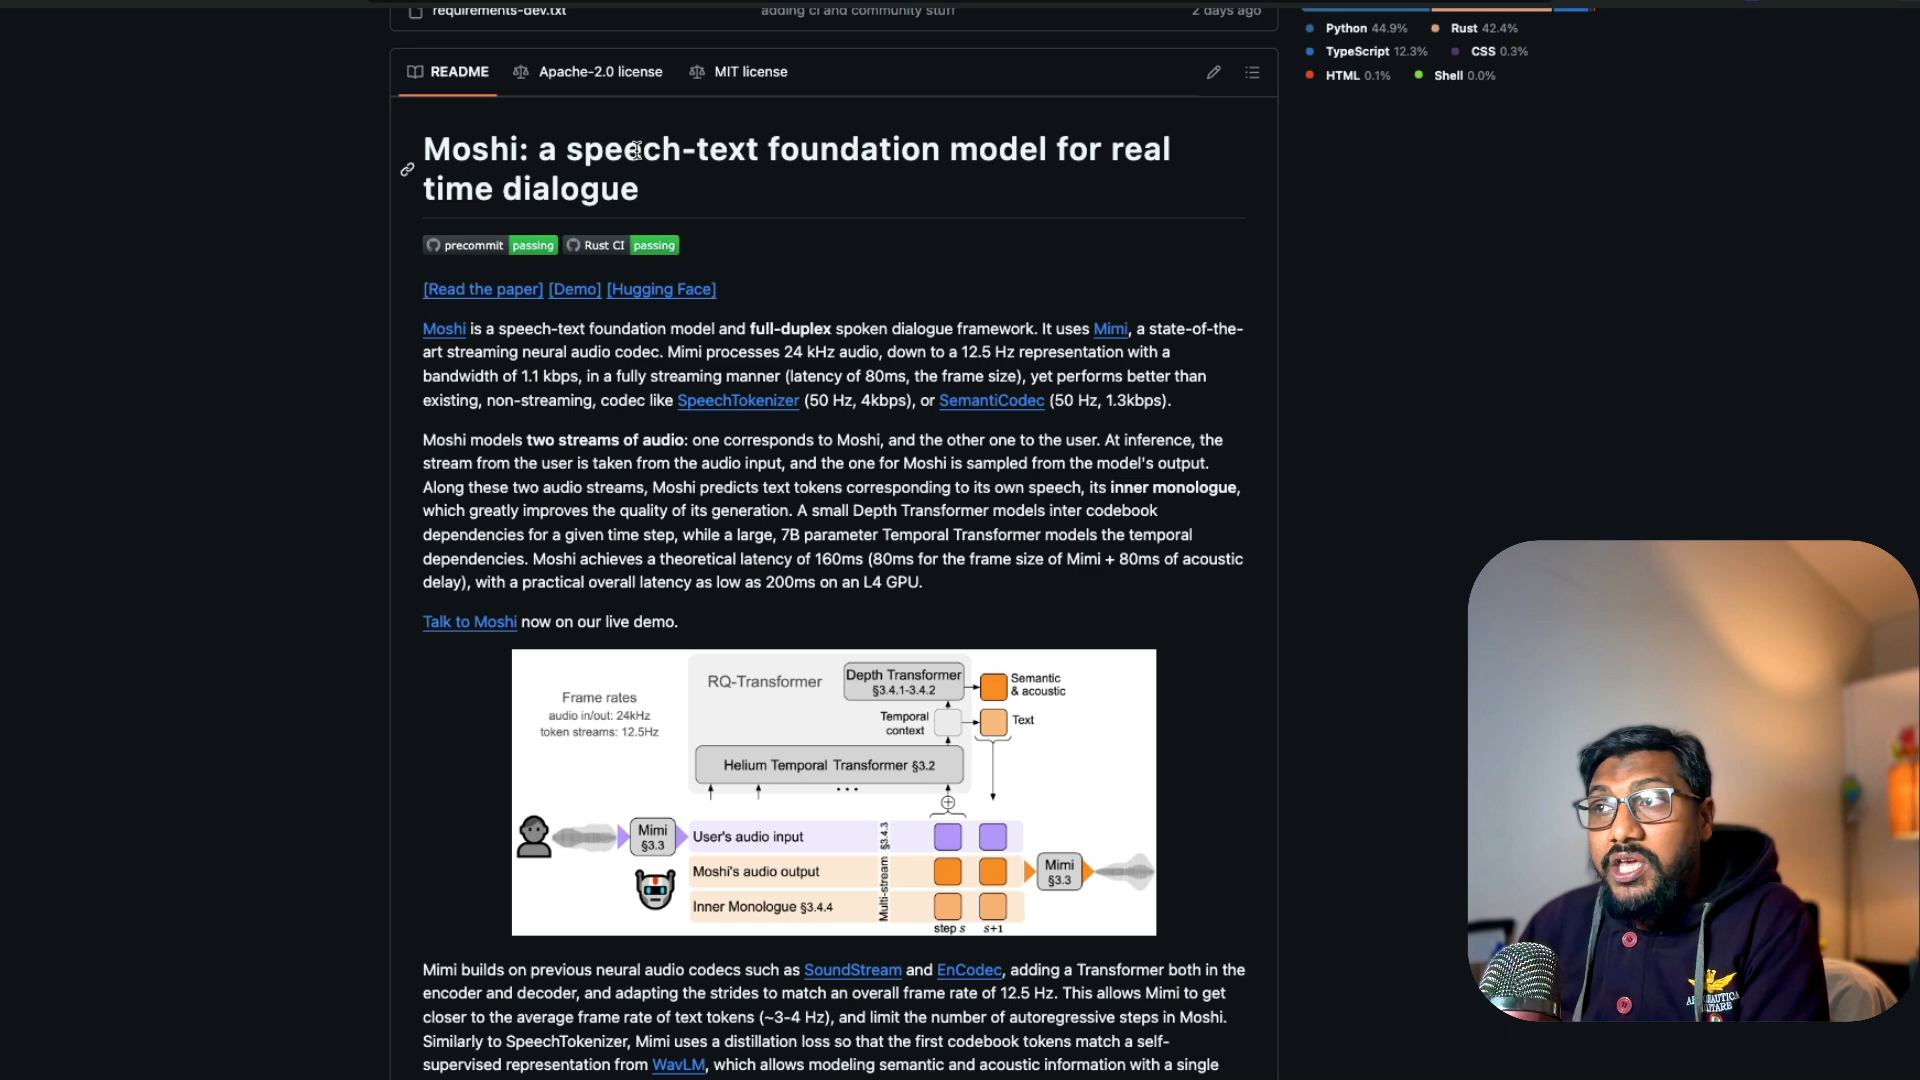 requirements-dev.txt adding ci and community stuff 2 days ago
Python 44.9% Rust 42.4%
TypeScript 12.3% CSS 0.3%
HTML 0.1% Shell 0.0%
README Apache-2.0 license MIT license
Moshi: a speech-text foundation model for real
time dialogue
precommit passing Rust CI passing
[Read the paper] [Demo] [Hugging Face]
Moshi is a speech-text foundation model and full-duplex spoken dialogue framework. It uses Mimi, a state-of-the-
art streaming neural audio codec. Mimi processes 24 kHz audio, down to a 12.5 Hz representation with a
bandwidth of 1.1 kbps, in a fully streaming manner (latency of 80ms, the frame size), yet performs better than
existing, non-streaming, codec like SpeechTokenizer (50 Hz, 4kbps), or SemantiCodec (50 Hz, 1.3kbps).
Moshi models two streams of audio: one corresponds to Moshi, and the other one to the user. At inference, the
stream from the user is taken from the audio input, and the one for Moshi is sampled from the model's output.
Along these two audio streams, Moshi predicts text tokens corresponding to its own speech, its inner monologue,
which greatly improves the quality of its generation. A small Depth Transformer models inter codebook
dependencies for a given time step, while a large, 7B parameter Temporal Transformer models the temporal
dependencies. Moshi achieves a theoretical latency of 160ms (80ms for the frame size of Mimi + 80ms of acoustic
delay), with a practical overall latency as low as 200ms on an L4 GPU.
Talk to Moshi now on our live demo.
RQ-Transformer
Depth Transformer
§3.4.1-3.4.2
Semantic
& acoustic
Frame rates
audio in/out: 24kHz
token streams: 12.5Hz
Temporal
context
Text
Helium Temporal Transformer §3.2
...
Mimi
§3.3
User's audio input
Moshi's audio output
Inner Monologue §3.4.4
Multi-stream §3.4.3
Mimi
§3.3
step s s+1
Mimi builds on previous neural audio codecs such as SoundStream and EnCodec, adding a Transformer both in the
encoder and decoder, and adapting the strides to match an overall frame rate of 12.5 Hz. This allows Mimi to get
closer to the average frame rate of text tokens (~3-4 Hz), and limit the number of autoregressive steps in Moshi.
Similarly to SpeechTokenizer, Mimi uses a distillation loss so that the first codebook tokens match a self-
supervised representation from WavLM, which allows modeling semantic and acoustic information with a single